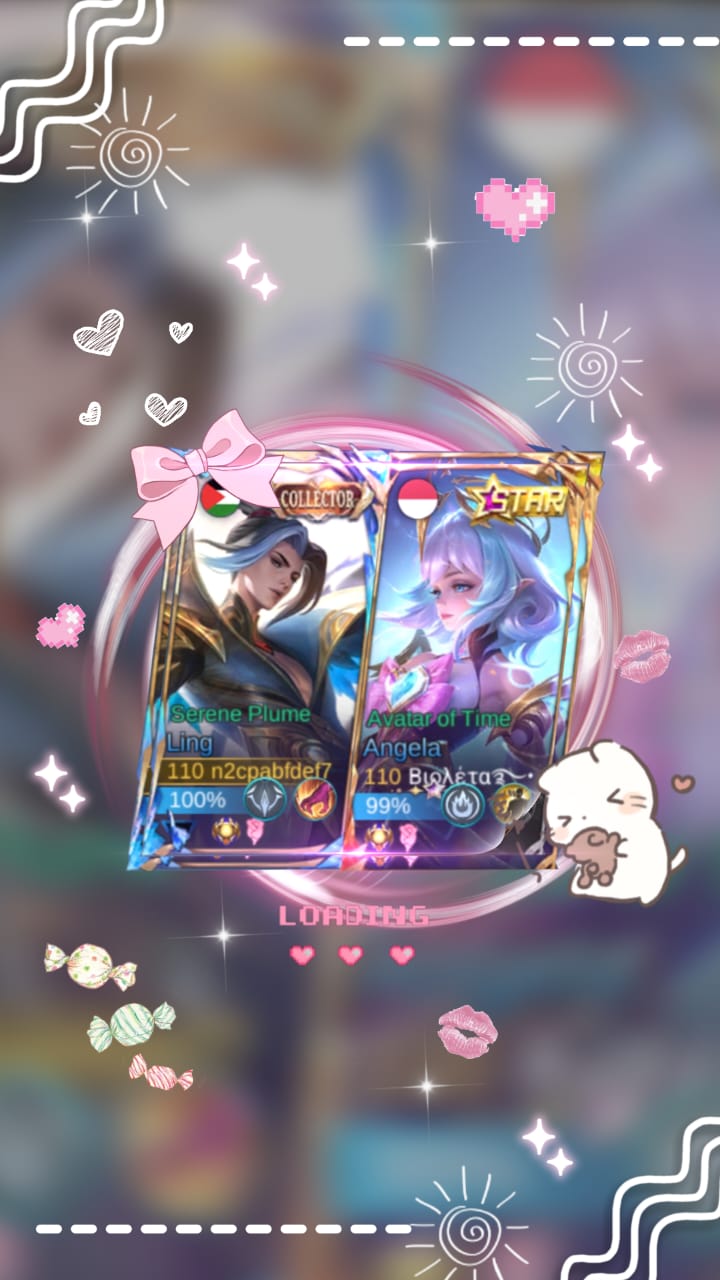 COLLECTOR
STAR
Serene Plume
Ling
110 n2cpabfdef7
100%
Avatar of Time
Angela
110 Βιολέτα
99%
LOADING